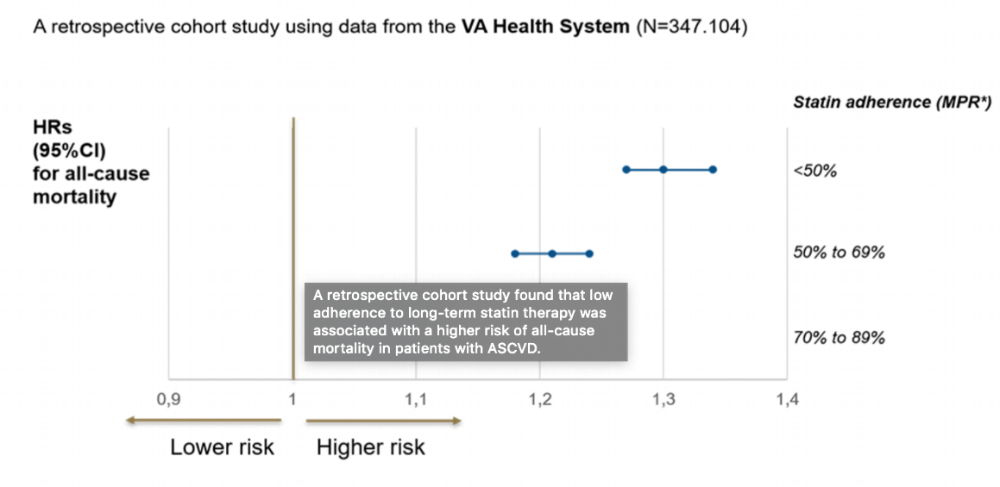 A retrospective cohort study using data from the VA Health System (N=347.104)
Statin adherence (MPR*)
HRs
(95%CI)
for all-cause
mortality
<50%
50% to 69%
A retrospective cohort study found that low
adherence to long-term statin therapy was
associated with a higher risk of all-cause
mortality in patients with ASCVD.
70% to 89%
0,9 1 1,1 1,2 1,3 1,4
Lower risk Higher risk